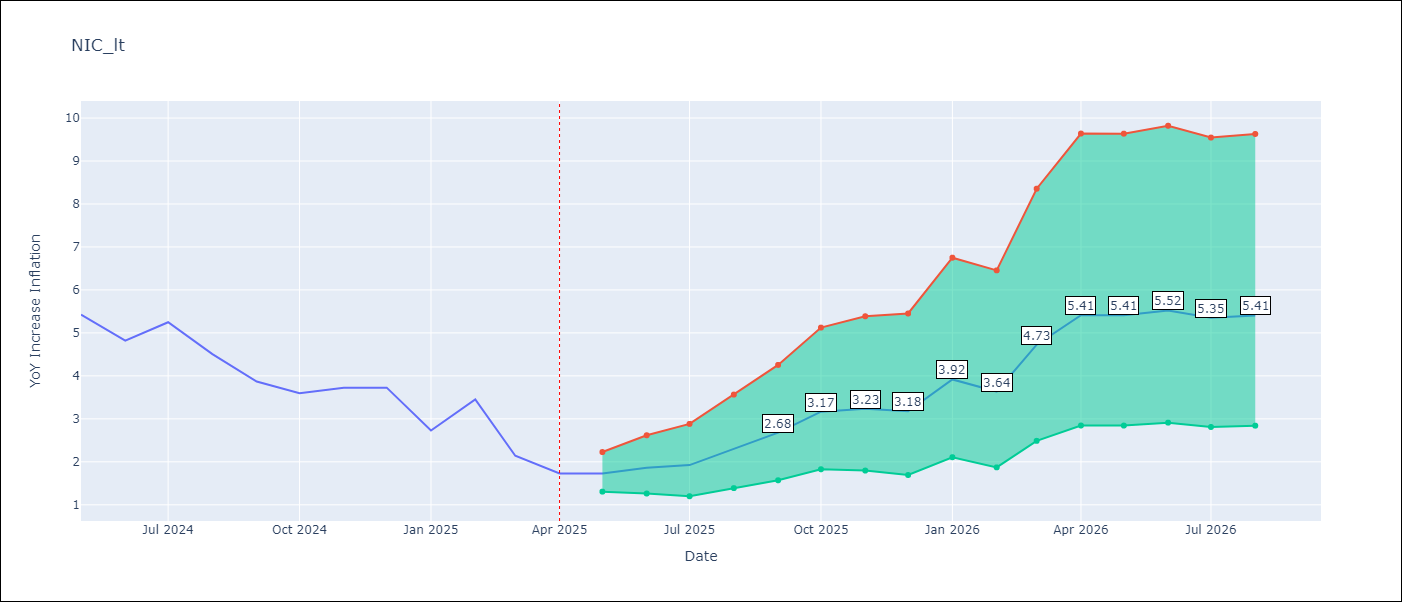 NIC_lt
10
9
8
7
6
5
4
3
2
1
YoY Increase Inflation
2.68
3.17
3.23
3.18
3.92
3.64
4.73
5.41
5.41
5.52
5.35
5.41
Jul 2024
Oct 2024
Jan 2025
Apr 2025
Jul 2025
Oct 2025
Jan 2026
Apr 2026
Jul 2026
Date